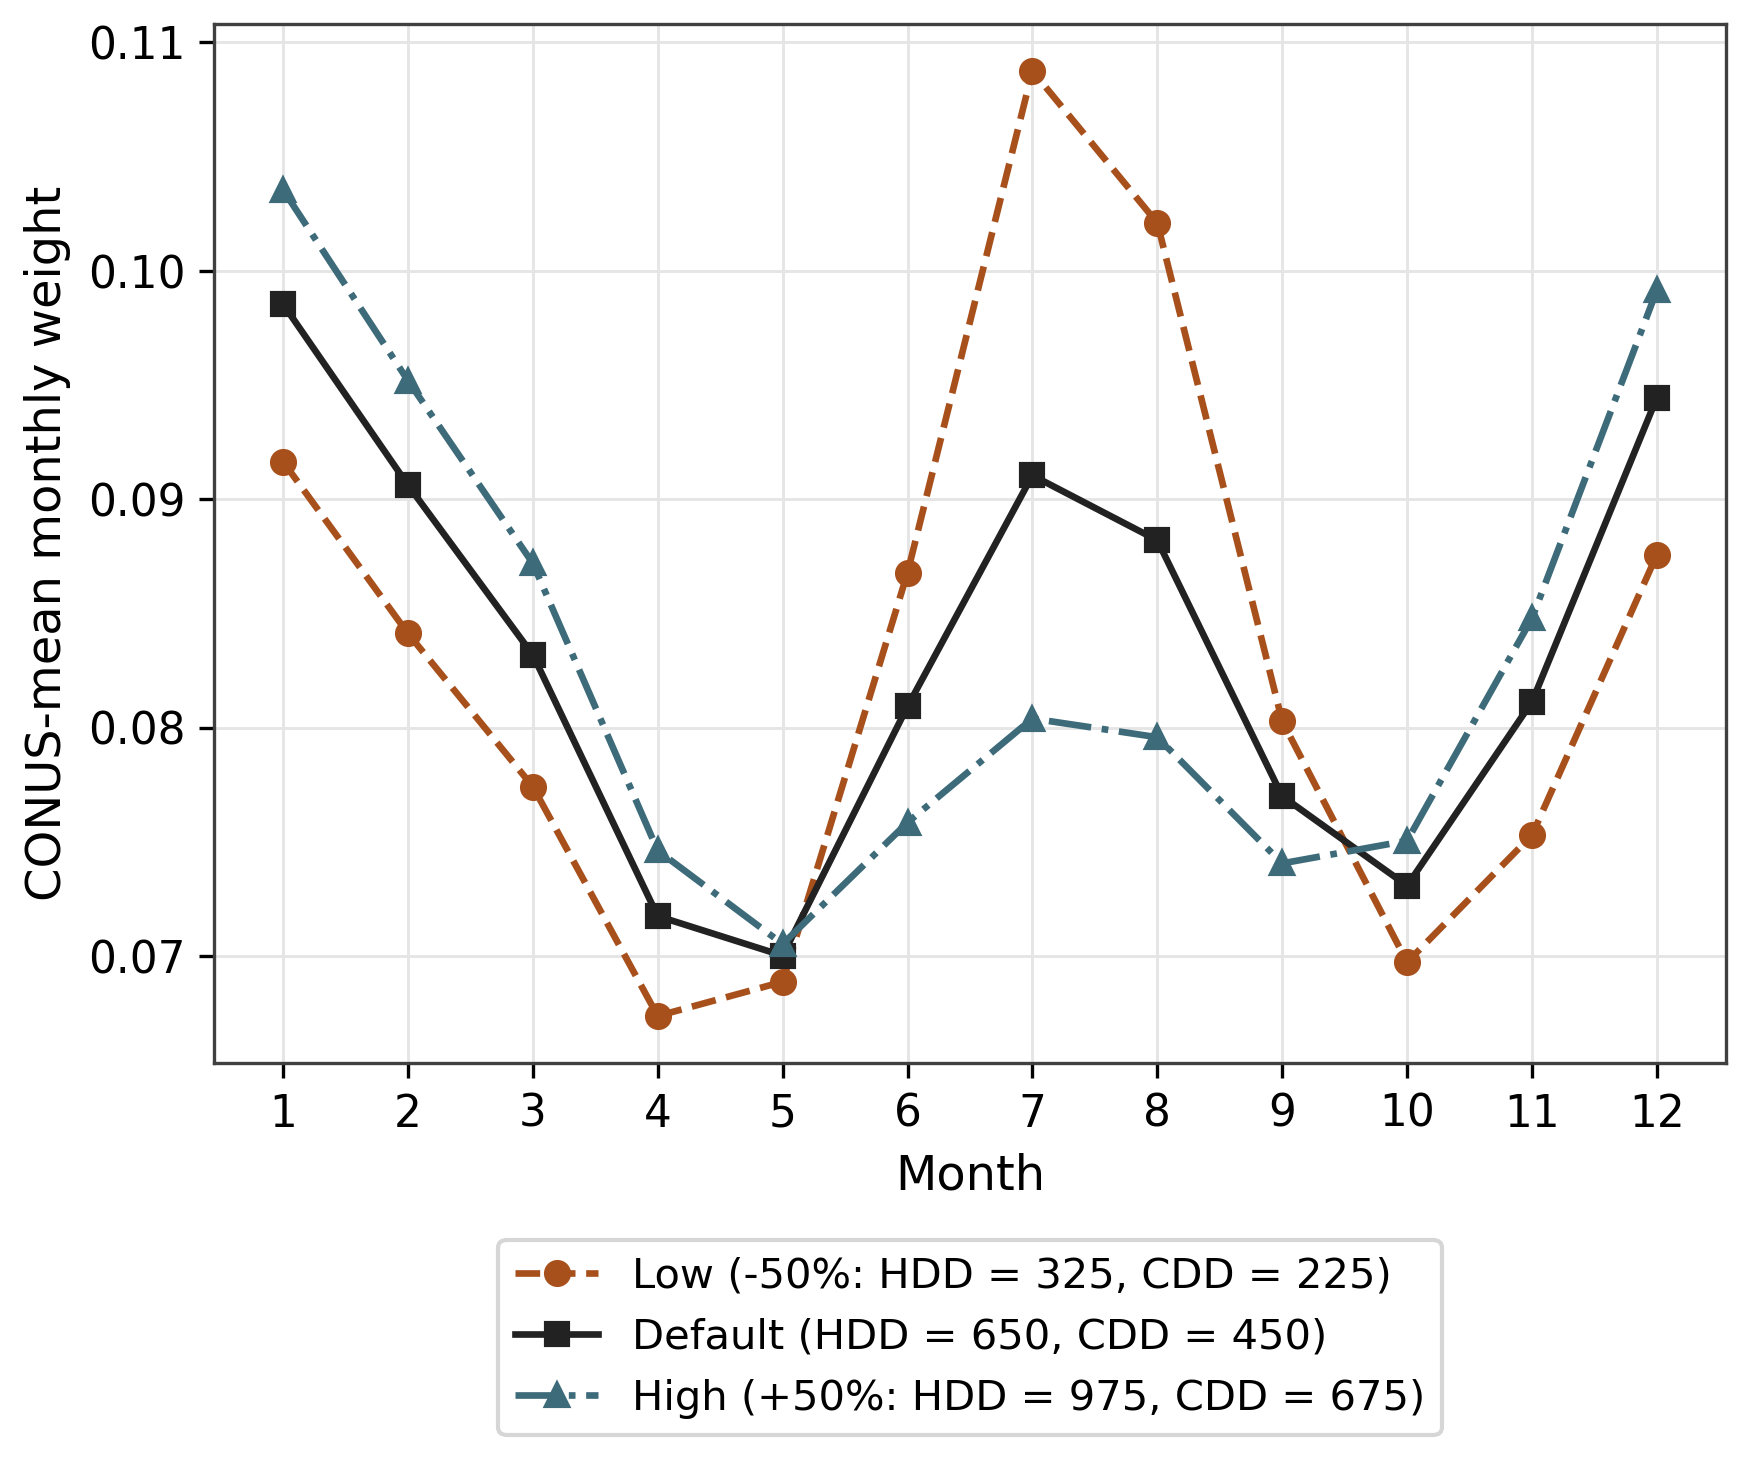 0.11
0.10
0.09
0.08
0.07
CONUS-mean monthly weight
1 2 3 4 5 6 7 8 9 10 11 12
Month
Low (-50%: HDD = 325, CDD = 225)
Default (HDD = 650, CDD = 450)
High (+50%: HDD = 975, CDD = 675)